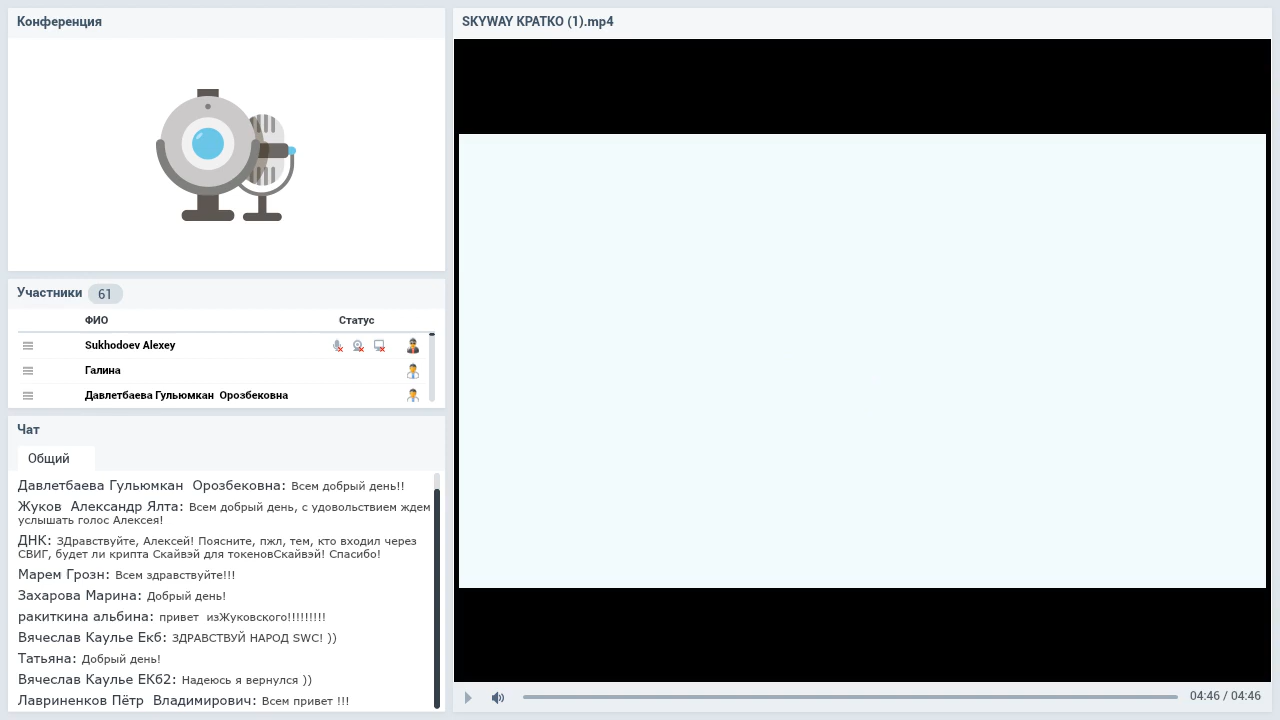 Конференция
SKYWAY КРАТКО (1).mp4
Участники 61
ФИО Статус
Sukhodoev Alexey
Галина
Давлетбаева Гульюмкан Орозбековна
Чат
Общий
Давлетбаева Гульюмкан Орозбековна: Всем добрый день!!
Жуков Александр Ялта: Всем добрый день, с удовольствием ждем
услышать голос Алексея!
ДНК: ЗДравствуйте, Алексей! Поясните, пжл, тем, кто входил через
СВИГ, будет ли крипта Скайвэй для токеновСкайвэй! Спасибо!
Марем Грозн: Всем здравствуйте!!!
Захарова Марина: Добрый день!
ракиткина альбина: привет изЖуковского!!!!!!!!!
Вячеслав Каулье Екб: ЗДРАВСТВУЙ НАРОД SWC! ))
Татьяна: Добрый день!
Вячеслав Каулье ЕКб2: Надеюсь я вернулся ))
Лавриненков Пётр Владимирович: Всем привет !!!
04:46 / 04:46